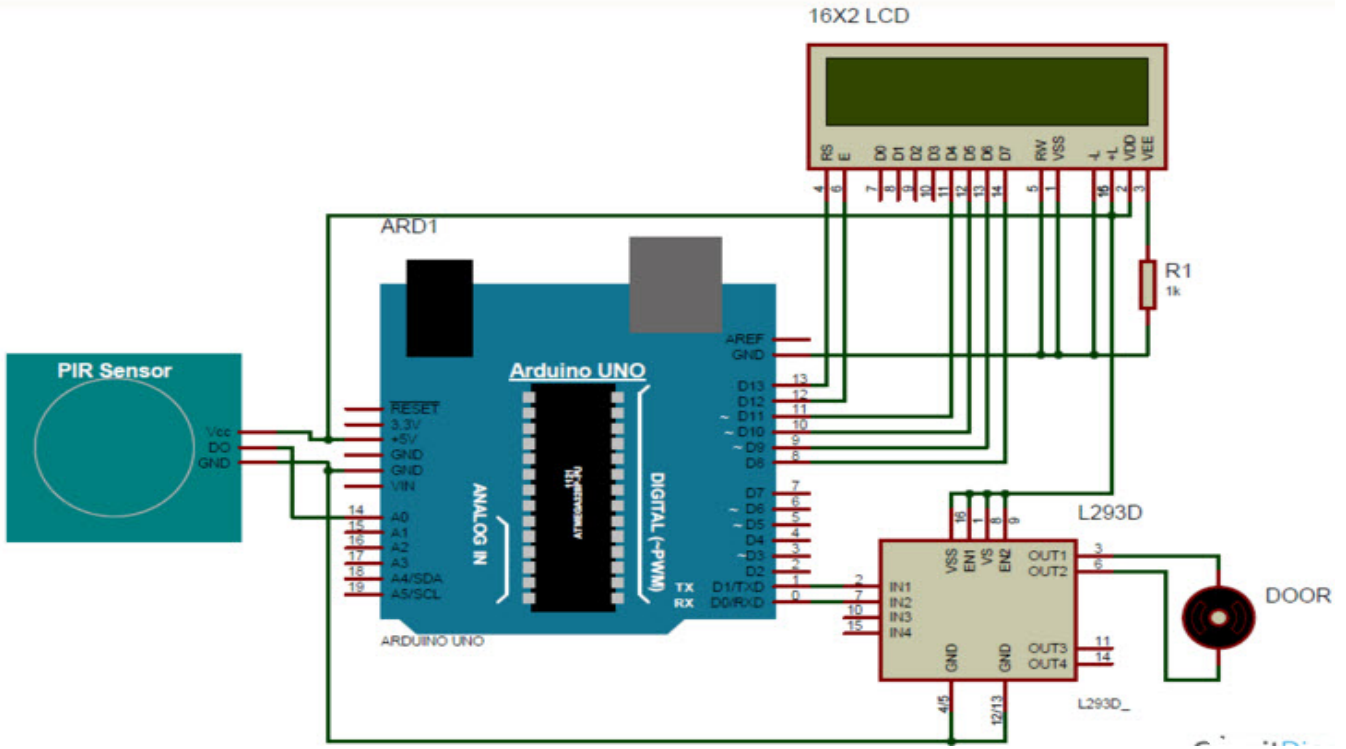 16X2 LCD
RS E D0 D1 D2 D3 D4 D5 D6 D7 RW VSS -L +L VDD VEE
4 6 7 8 9 10 11 12 13 14 5 1 2 3
R1
1k
ARD1
PIR Sensor
Vcc
DO
GND
Arduino UNO
RESET
3.3V
+5V
GND
GND
VIN
14 A0
15 A1
16 A2
17 A3
18 A4/SDA
19 A5/SCL
ANALOG IN
1121
ATMEGA328P-PU
DIGITAL (~PWM)
AREF
GND
D13 13
D12 12
~ D11 11
~ D10 10
~ D9 9
D8 8
D7 7
~ D6 6
~ D5 5
D4 4
~ D3 3
D2 2
TX D1/TXD 1
RX D0/RXD 0
ARDUINO UNO
L293D
16 1 8 9
VSS EN1 VS EN2
2 IN1
7 IN2
10 IN3
15 IN4
OUT1 3
OUT2 6
OUT3 11
OUT4 14
GND GND
4/5 12/13
L293D_
DOOR